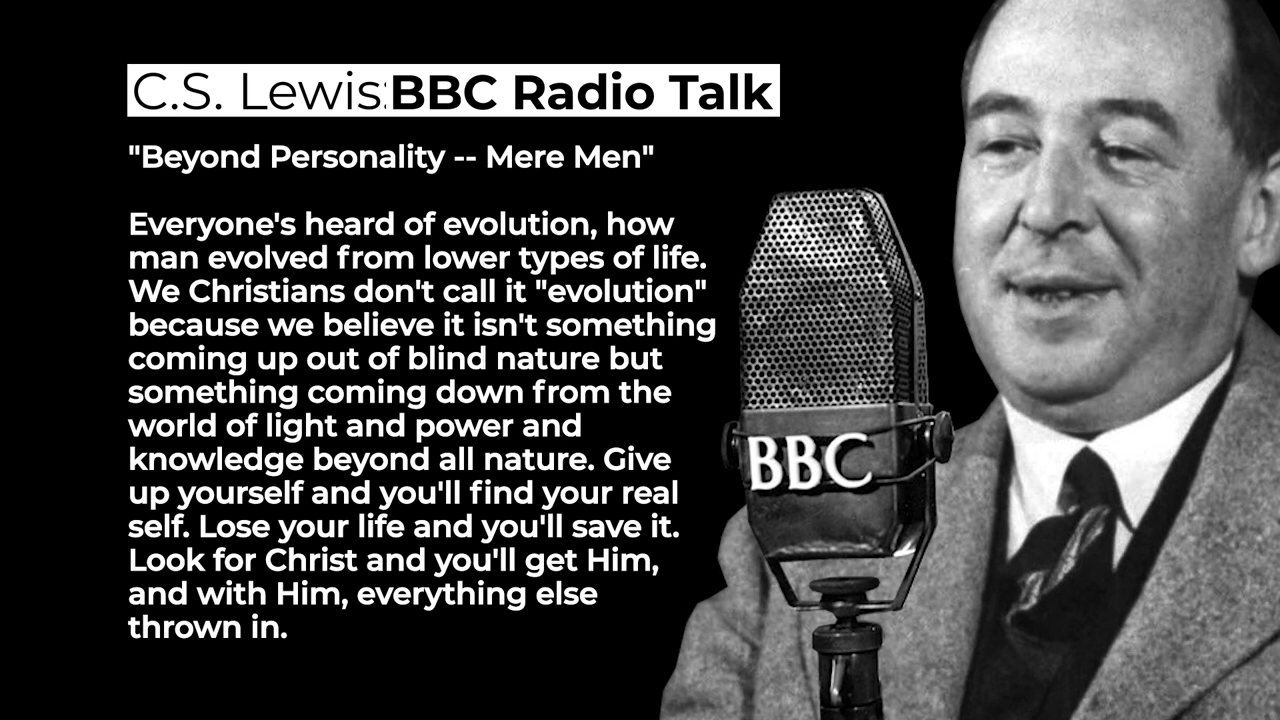 C.S. Lewis:BBC Radio Talk
"Beyond Personality -- Mere Men"
Everyone's heard of evolution, how
man evolved from lower types of life.
We Christians don't call it "evolution"
because we believe it isn't something
coming up out of blind nature but
something coming down from the
world of light and power and
knowledge beyond all nature. Give
up yourself and you'll find your real
self. Lose your life and you'll save it.
Look for Christ and you'll get Him,
and with Him, everything else
thrown in.
BBC